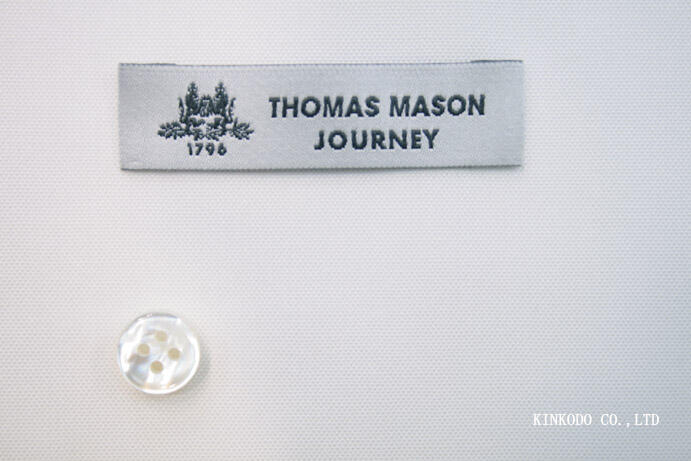 THOMAS MASON
JOURNEY
1796
KINKODO CO.,LTD